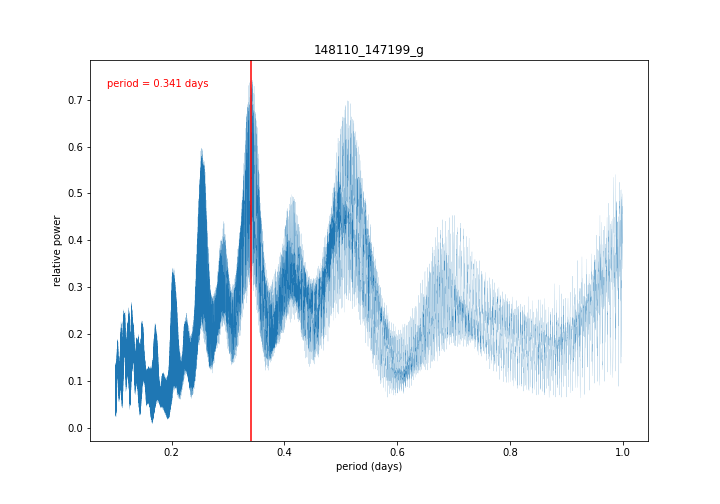 148110_147199_g
period = 0.341 days
relative power
0.7
0.6
0.5
0.4
0.3
0.2
0.1
0.0
0.2 0.4 0.6 0.8 1.0
period (days)